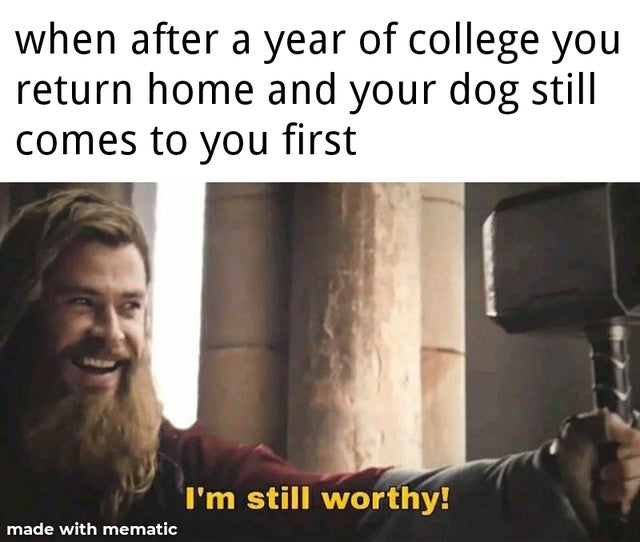 when after a year of college you
return home and your dog still
comes to you first
I'm still worthy!
made with mematic